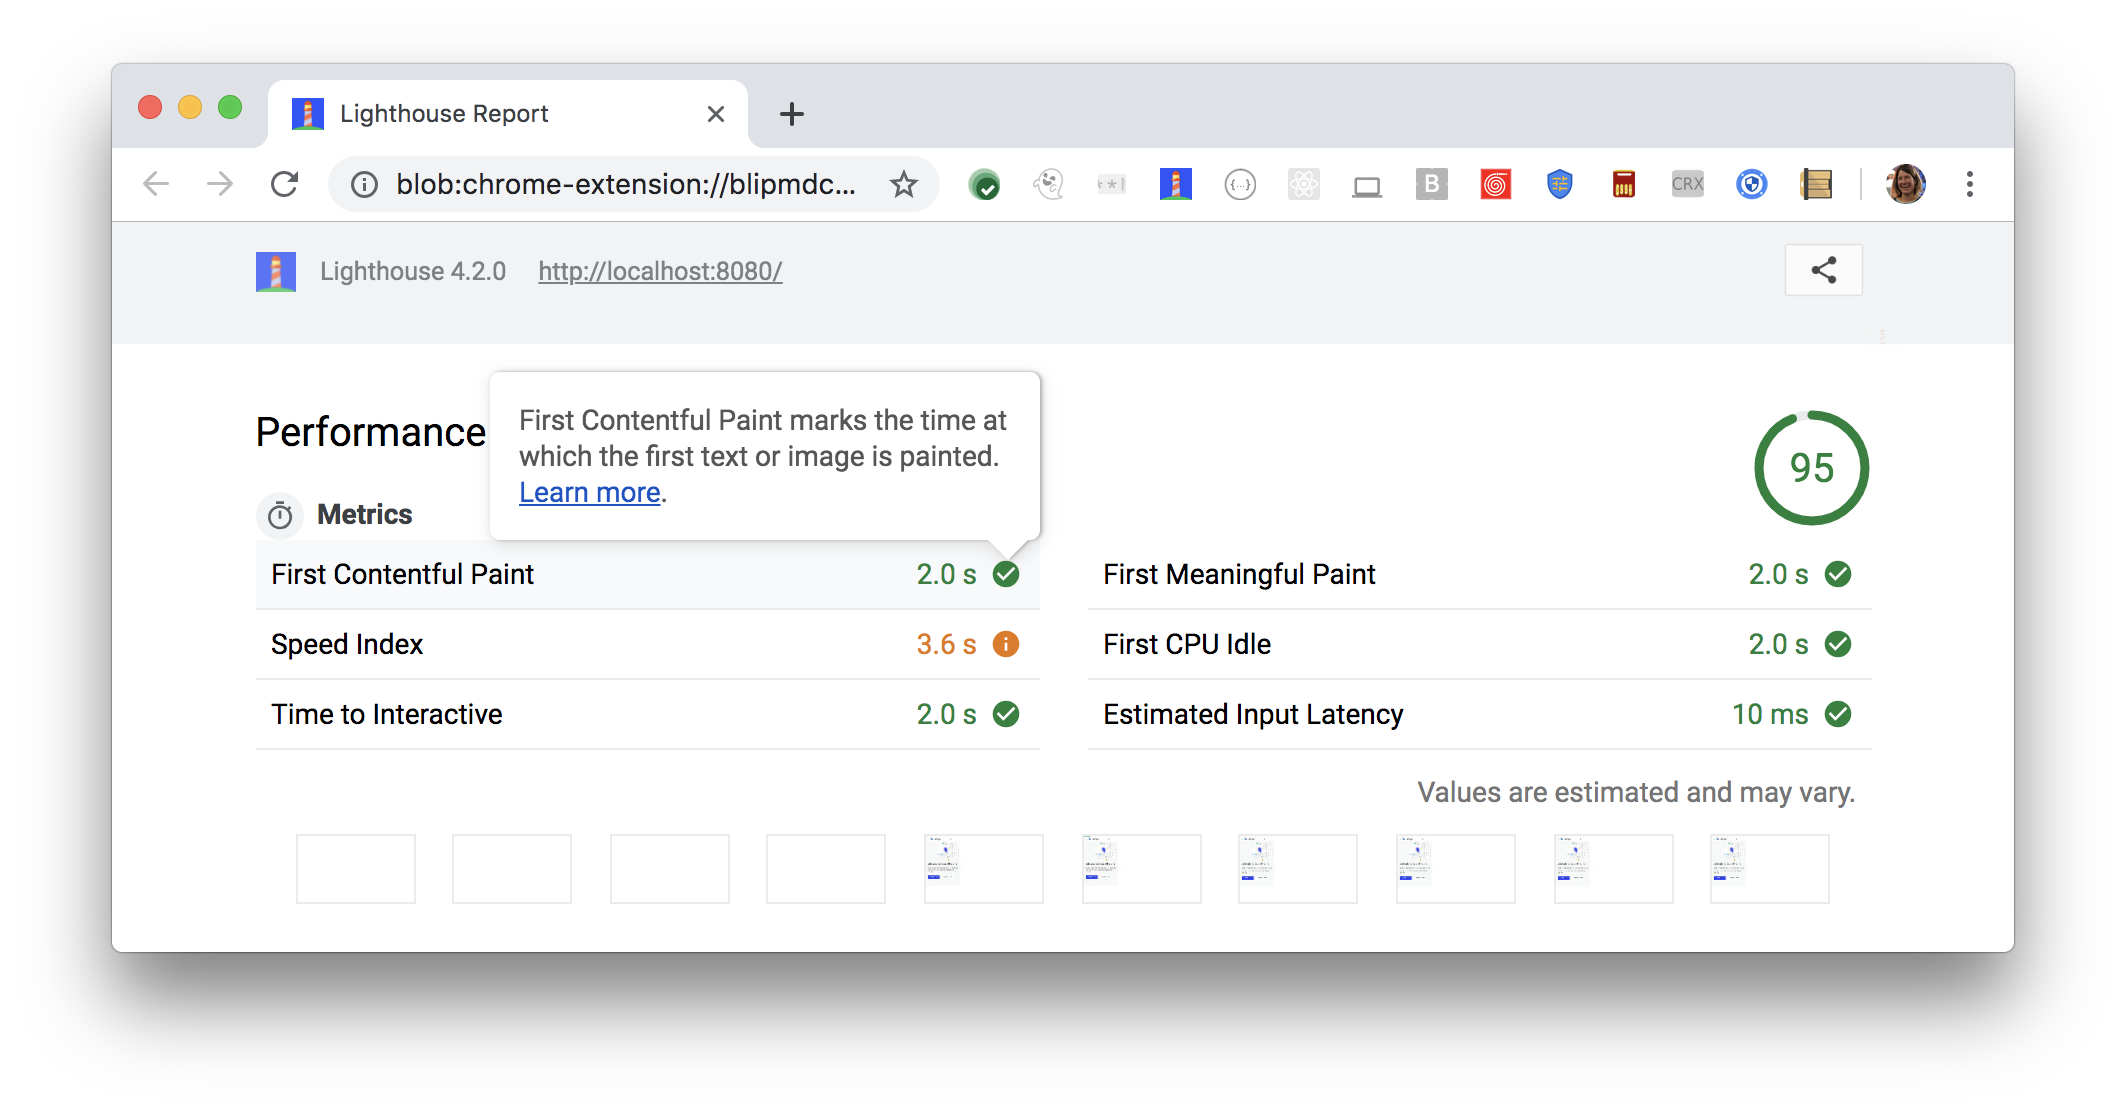 Lighthouse Report
blob:chrome-extension://blipmdc...
{...}
B
CRX
Lighthouse 4.2.0 http://localhost:8080/
Performance
First Contentful Paint marks the time at
which the first text or image is painted.
Learn more.
95
Metrics
First Contentful Paint 2.0 s
First Meaningful Paint 2.0 s
Speed Index 3.6 s
First CPU Idle 2.0 s
Time to Interactive 2.0 s
Estimated Input Latency 10 ms
Values are estimated and may vary.